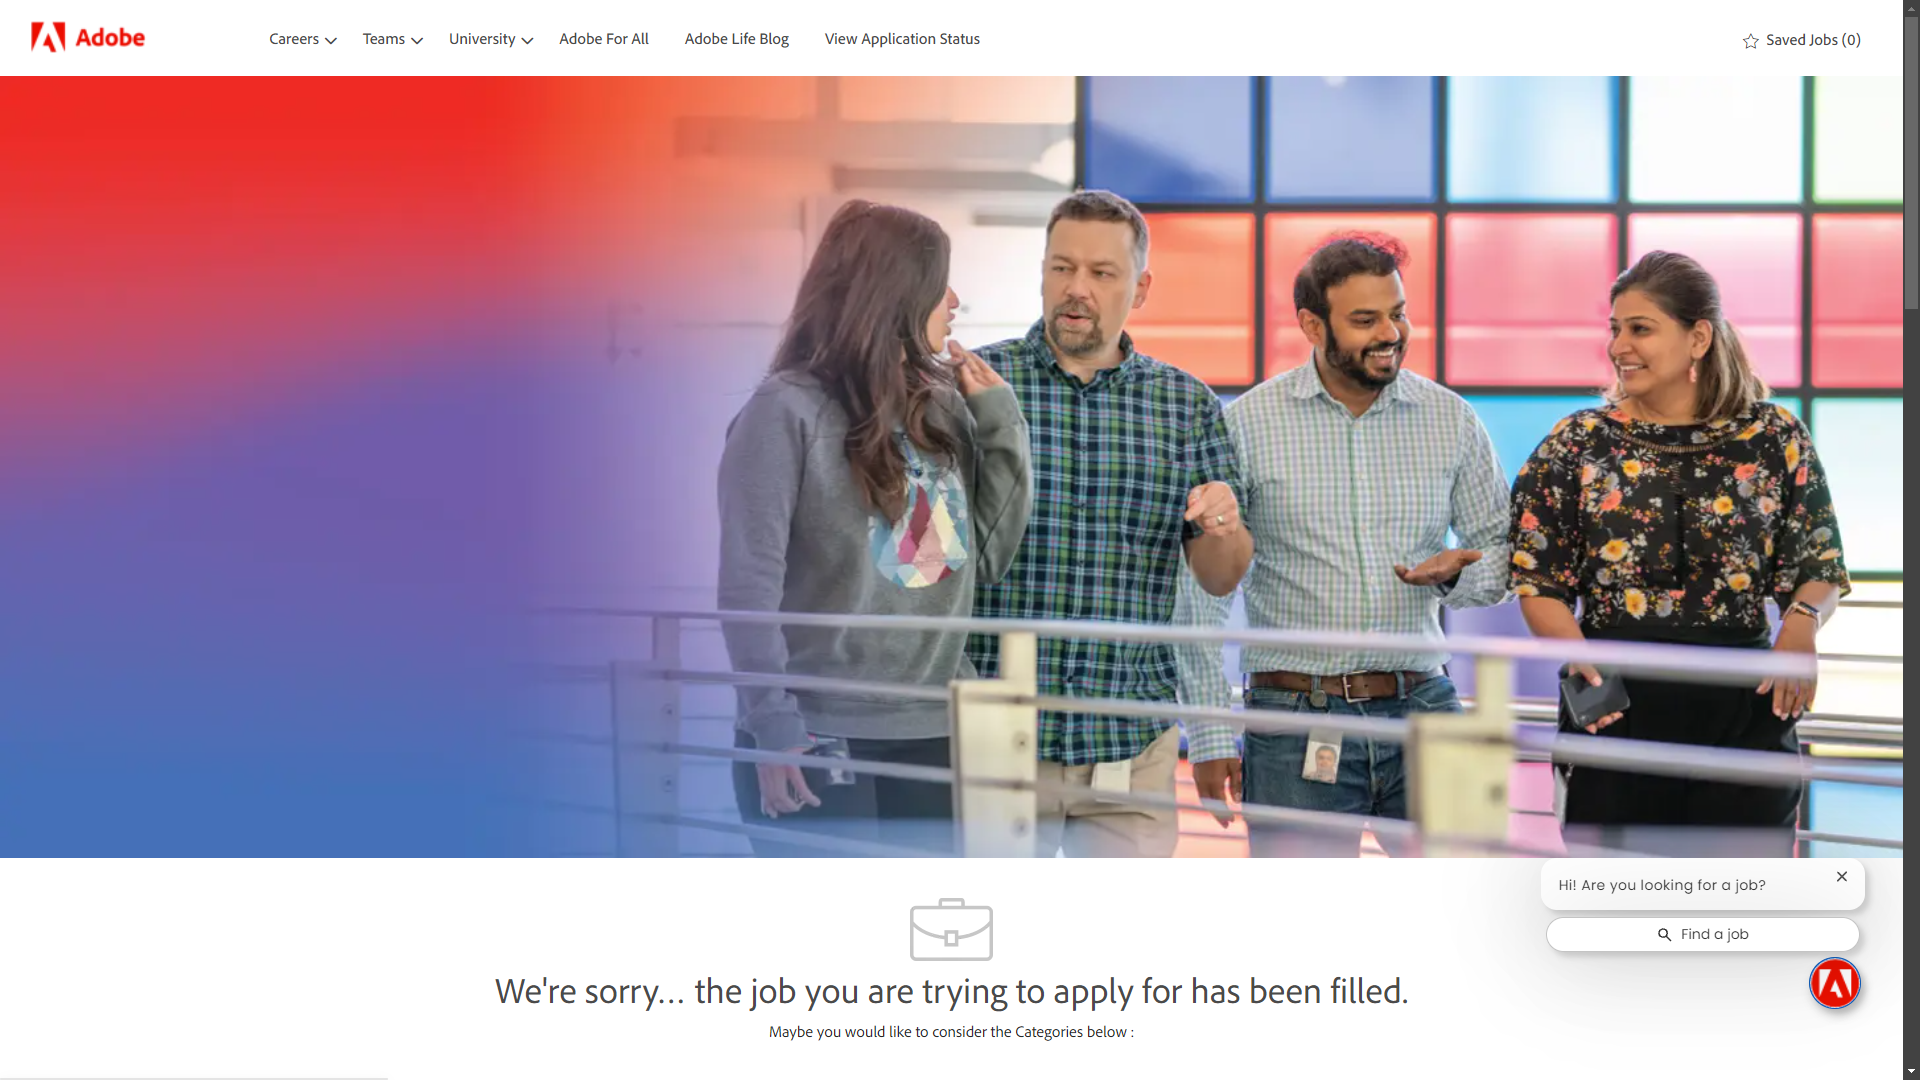 Adobe
Careers
Teams
University
Adobe For All
Adobe Life Blog
View Application Status
Saved Jobs (0)
Hi! Are you looking for a job?
Find a job
We're sorry… the job you are trying to apply for has been filled.
Maybe you would like to consider the Categories below :